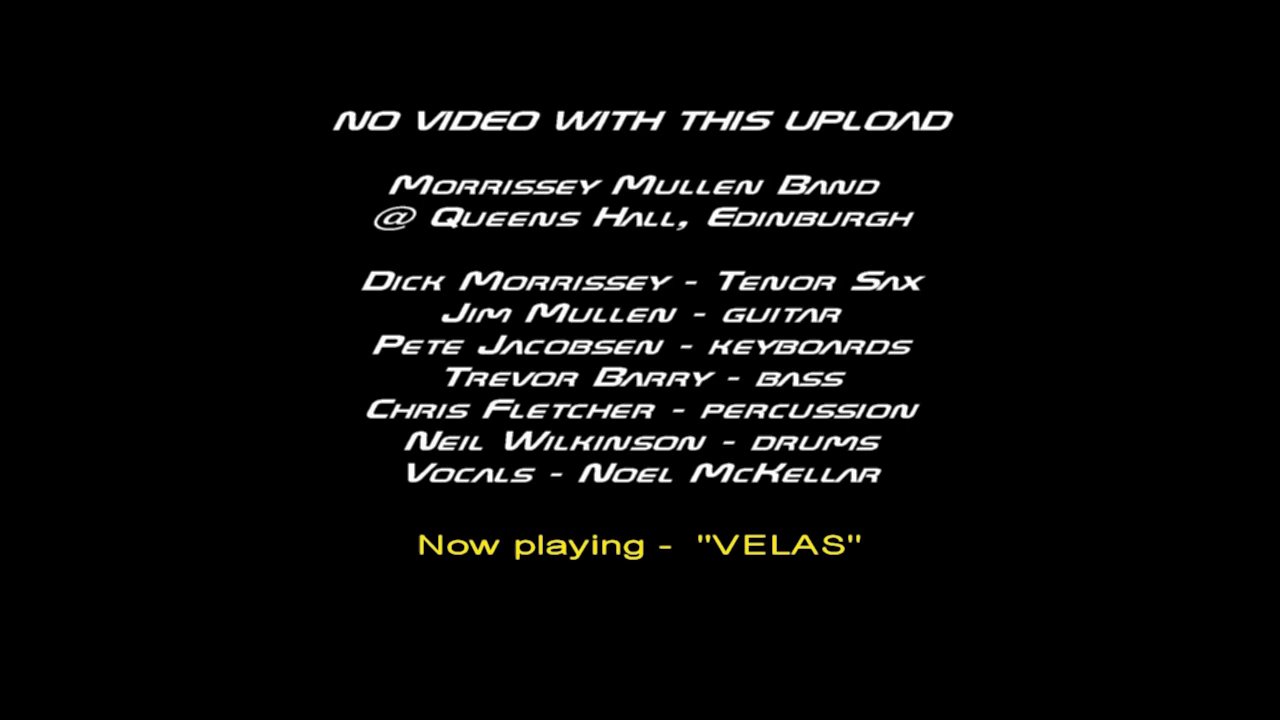 NO VIDEO WITH THIS UPLOAD
Morrissey Mullen Band
@ Queens Hall, Edinburgh
Dick Morrissey - Tenor Sax
Jim Mullen - guitar
Pete Jacobsen - keyboards
Trevor Barry - bass
Chris Fletcher - percussion
Neil Wilkinson - drums
Vocals - Noel McKellar
Now playing - "VELAS"